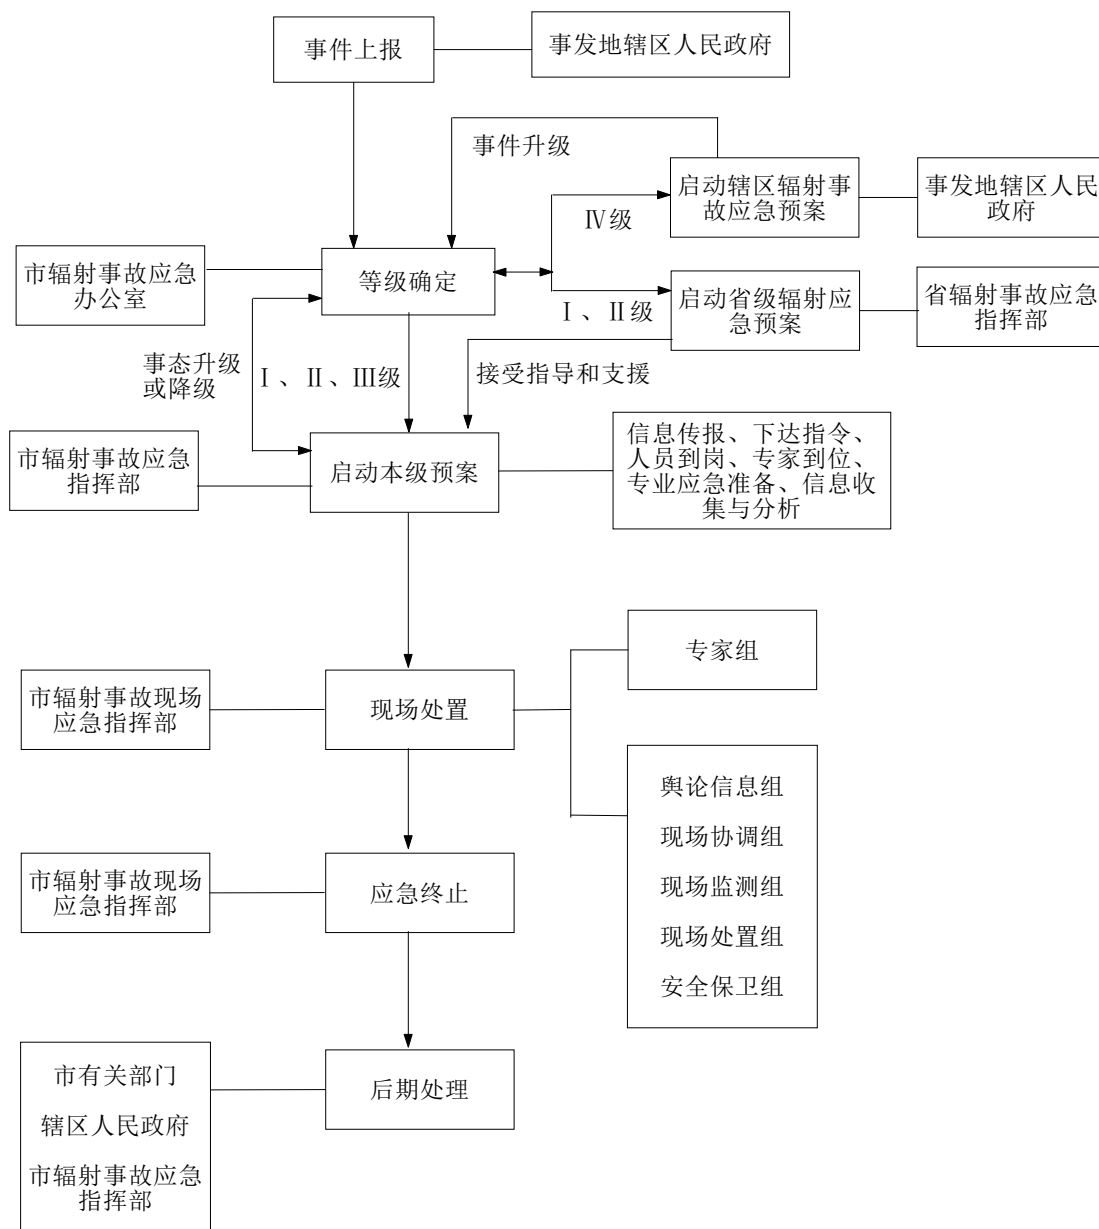 事件上报
事发地辖区人民政府
事件升级
启动辖区辐射事
故应急预案
事发地辖区人民
政府
Ⅳ级
市辐射事故应急
办公室
等级确定
Ⅰ、Ⅱ级
启动省级辐射应
急预案
省辐射事故应急
指挥部
事态升级
或降级
Ⅰ、Ⅱ、Ⅲ级
接受指导和支援
市辐射事故应急
指挥部
启动本级预案
信息传报、下达指令、
人员到岗、专家到位、
专业应急准备、信息收
集与分析
专家组
市辐射事故现场
应急指挥部
现场处置
舆论信息组
现场协调组
现场监测组
现场处置组
安全保卫组
市辐射事故现场
应急指挥部
应急终止
后期处理
市有关部门
辖区人民政府
市辐射事故应急
指挥部